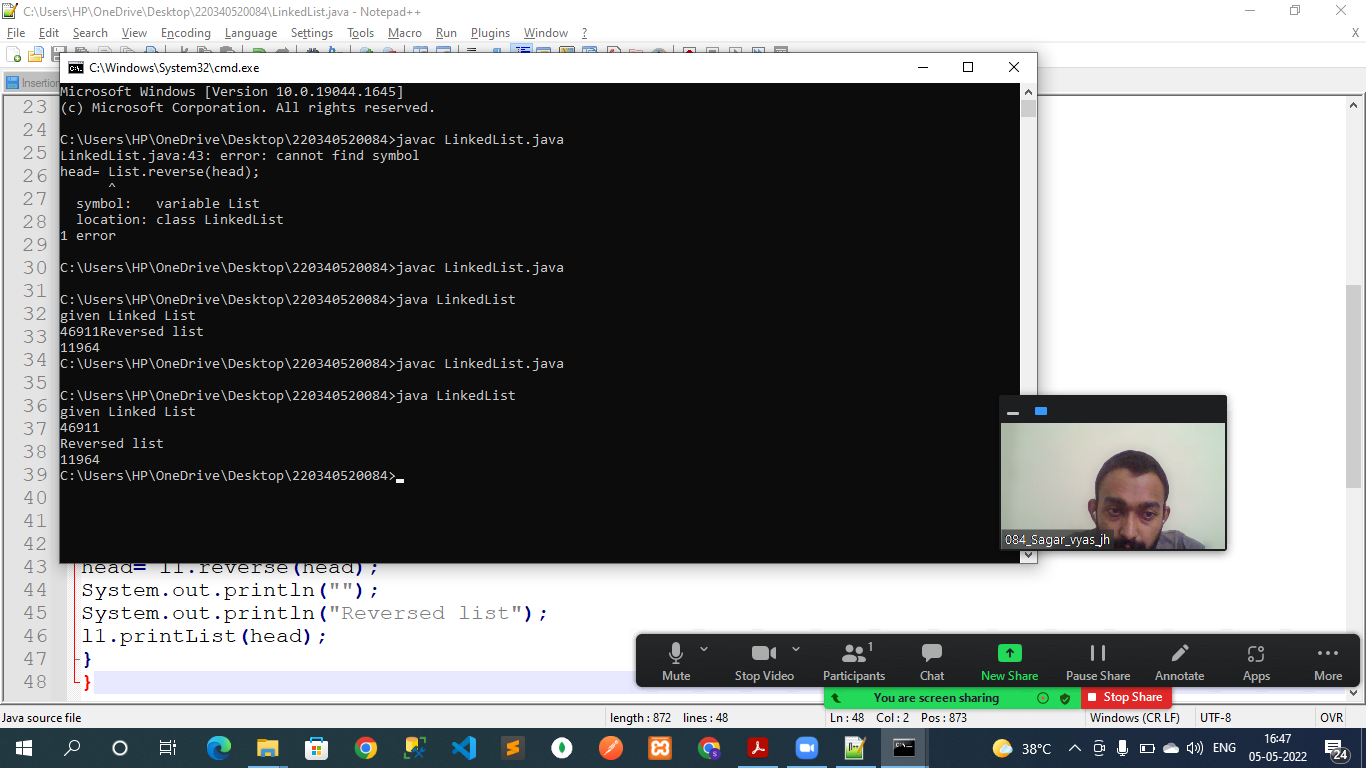 C:\Users\HP\OneDrive\Desktop\220340520084\LinkedList.java - Notepad++
File Edit Search View Encoding Language Settings Tools Macro Run Plugins Window ? X
Insertion
C:\Windows\System32\cmd.exe
Microsoft Windows [Version 10.0.19044.1645]
(c) Microsoft Corporation. All rights reserved.
C:\Users\HP\OneDrive\Desktop\220340520084>javac LinkedList.java
LinkedList.java:43: error: cannot find symbol
head= List.reverse(head);
^
symbol:   variable List
location: class LinkedList
1 error
C:\Users\HP\OneDrive\Desktop\220340520084>javac LinkedList.java
C:\Users\HP\OneDrive\Desktop\220340520084>java LinkedList
given Linked List
46911Reversed list
11964
C:\Users\HP\OneDrive\Desktop\220340520084>javac LinkedList.java
C:\Users\HP\OneDrive\Desktop\220340520084>java LinkedList
given Linked List
46911
Reversed list
11964
C:\Users\HP\OneDrive\Desktop\220340520084>
23
24
25
26
27
28
29
30
31
32
33
34
35
36
37
38
39
40
41
42
43 head= l1.reverse(head);
44 System.out.println("");
45 System.out.println("Reversed list");
46 l1.printList(head);
47 }
48 }
084_Sagar_vyas_jh
Mute Stop Video Participants 1 Chat New Share Pause Share Annotate Apps More
You are screen sharing Stop Share
Java source file length : 872 lines : 48 Ln : 48 Col : 2 Pos : 873 Windows (CR LF) UTF-8 OVR
38°C ENG 16:47
05-05-2022 24